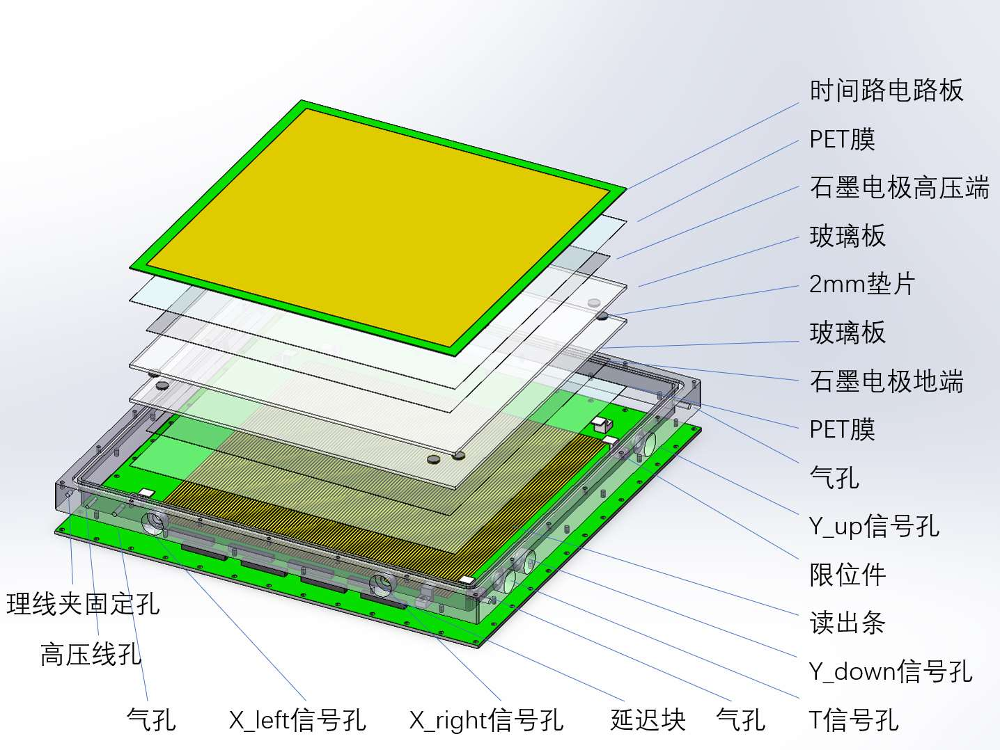 时间路电路板
PET膜
石墨电极高压端
玻璃板
2mm垫片
玻璃板
石墨电极地端
PET膜
气孔
Y_up信号孔
限位件
读出条
Y_down信号孔
T信号孔
理线夹固定孔
高压线孔
气孔
X_left信号孔
X_right信号孔
延迟块
气孔